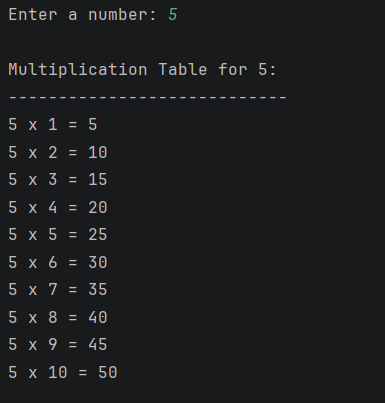 Enter a number: 5
Multiplication Table for 5:
----------------------------
5 x 1 = 5
5 x 2 = 10
5 x 3 = 15
5 x 4 = 20
5 x 5 = 25
5 x 6 = 30
5 x 7 = 35
5 x 8 = 40
5 x 9 = 45
5 x 10 = 50